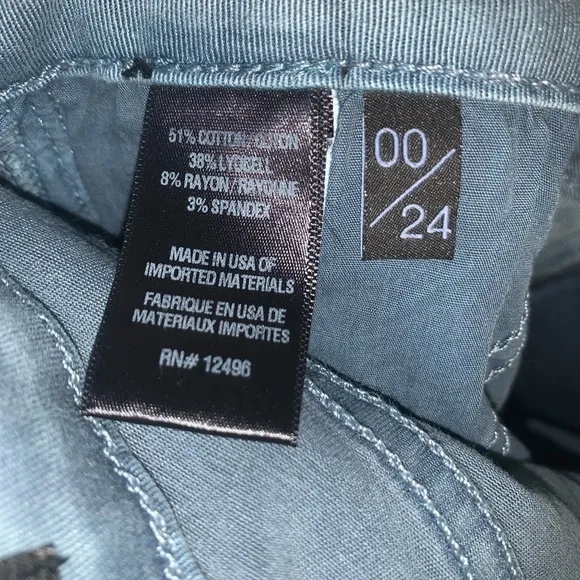 51% COTTON/COTON
38% LYOCELL
8% RAYON/RAYONNE
3% SPANDEX
MADE IN USA OF
IMPORTED MATERIALS
FABRIQUE EN USA DE
MATERIAUX IMPORTES
RN# 12496
00/24